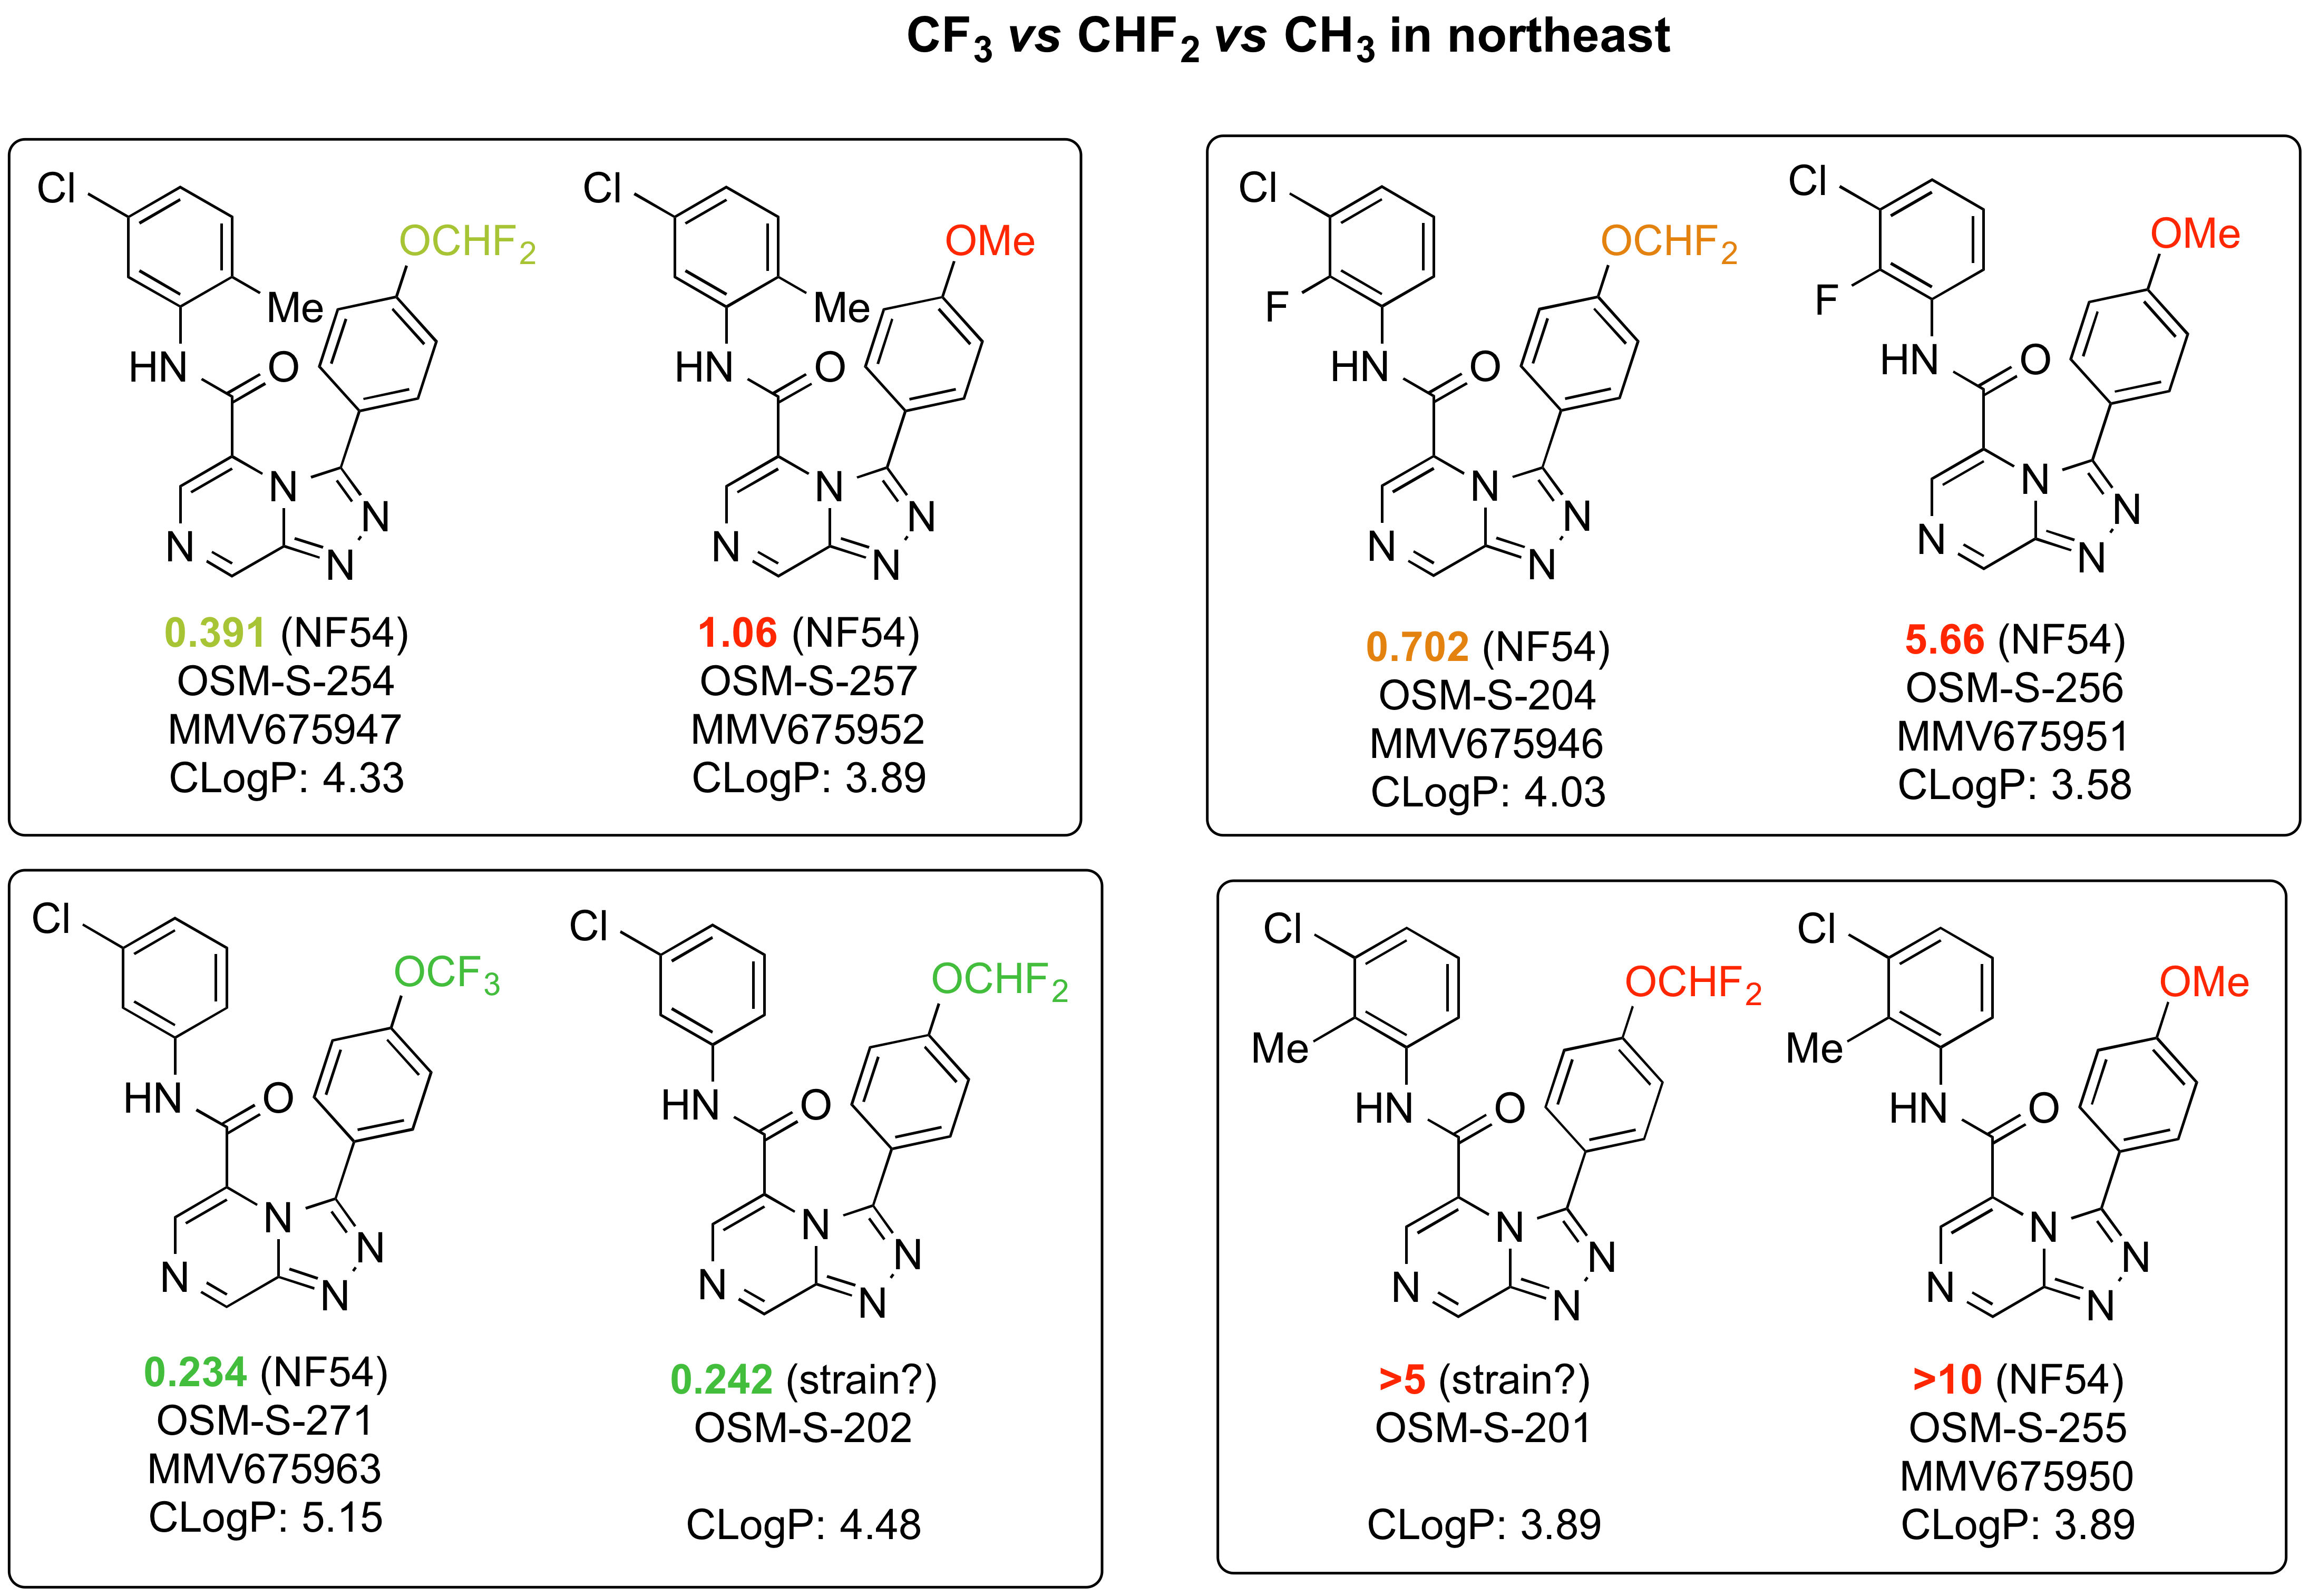 CF3 vs CHF2 vs CH3 in northeast
Cl
OCHF2
Me
HN
O
N
N
N
N
0.391 (NF54)
OSM-S-254
MMV675947
CLogP: 4.33
Cl
OMe
Me
HN
O
N
N
N
N
1.06 (NF54)
OSM-S-257
MMV675952
CLogP: 3.89
Cl
OCHF2
F
HN
O
N
N
N
N
0.702 (NF54)
OSM-S-204
MMV675946
CLogP: 4.03
Cl
OMe
F
HN
O
N
N
N
N
5.66 (NF54)
OSM-S-256
MMV675951
CLogP: 3.58
Cl
OCF3
HN
O
N
N
N
N
0.234 (NF54)
OSM-S-271
MMV675963
CLogP: 5.15
Cl
OCHF2
HN
O
N
N
N
N
0.242 (strain?)
OSM-S-202
CLogP: 4.48
Cl
OCHF2
Me
HN
O
N
N
N
N
>5 (strain?)
OSM-S-201
CLogP: 3.89
Cl
OMe
Me
HN
O
N
N
N
N
>10 (NF54)
OSM-S-255
MMV675950
CLogP: 3.89